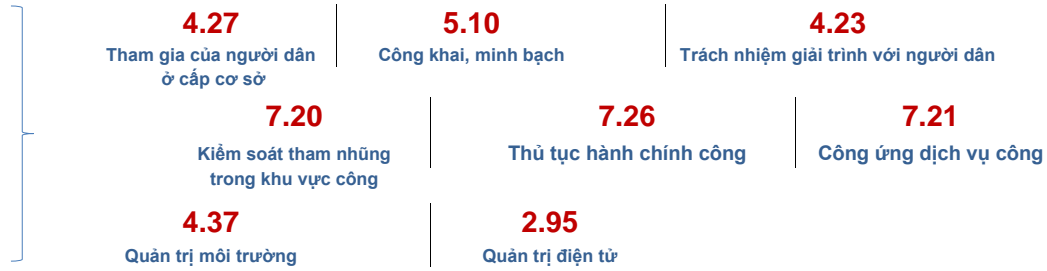 4.27 5.10 4.23
Tham gia của người dân Công khai, minh bạch Trách nhiệm giải trình với người dân
ở cấp cơ sở
7.20 7.26 7.21
Kiểm soát tham nhũng Thủ tục hành chính công Công ứng dịch vụ công
trong khu vực công
4.37 2.95
Quản trị môi trường Quản trị điện tử